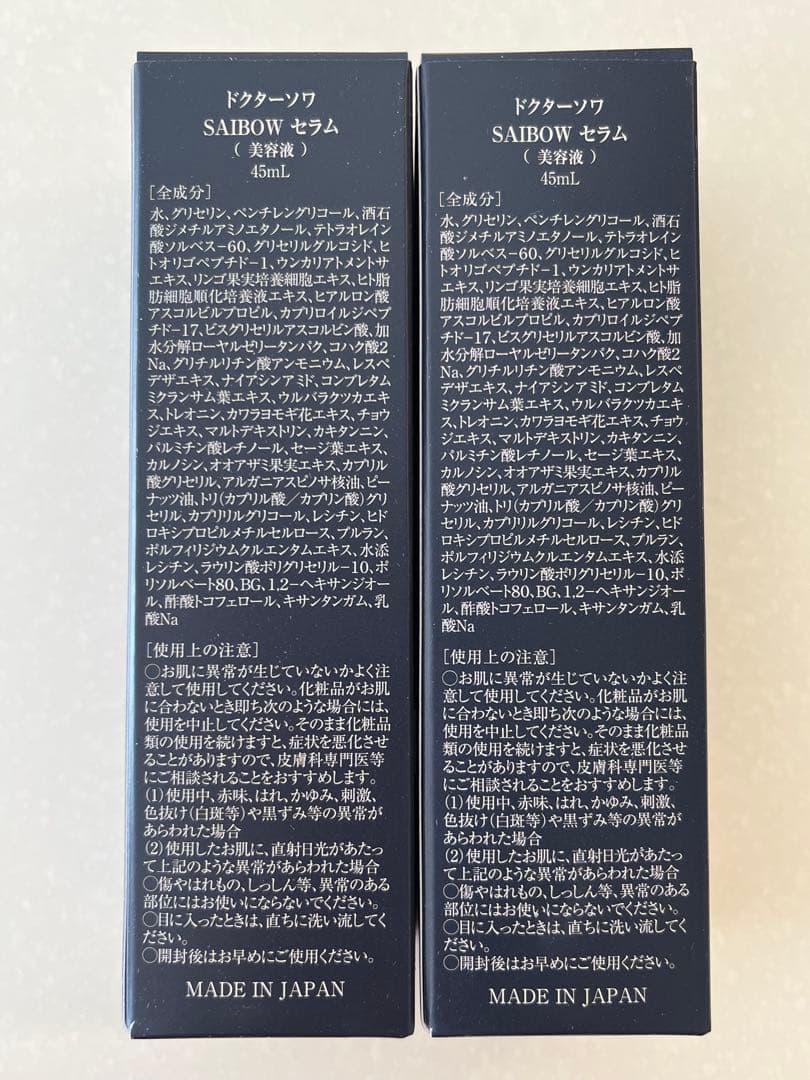 ドクターソワ
SAIBOW セラム
（ 美容液 ）
45mL
［全成分］
水、グリセリン、ペンチレングリコール、酒石
酸ジメチルアミノエタノール、テトラオレイン
酸ソルベス-60、グリセリルグルコシド、ヒ
トオリゴペプチド-1、ウンカリアトメントサ
エキス、リンゴ果実培養細胞エキス、ヒト脂
肪細胞順化培養液エキス、ヒアルロン酸
アスコルビルプロピル、カプリロイルジペプ
チド-17、ビスグリセリルアスコルビン酸、加
水分解ローヤルゼリータンパク、コハク酸2
Na、グリチルリチン酸アンモニウム、レスペ
デザエキス、ナイアシンアミド、コンブレタム
ミクランサム葉エキス、ウルバラクツカエキ
ス、トレオニン、カワラヨモギ花エキス、チョウ
ジエキス、マルトデキストリン、カキタンニン、
パルミチン酸レチノール、セージ葉エキス、
カルノシン、オオアザミ果実エキス、カプリル
酸グリセリル、アルガニアスピノサ核油、ピー
ナッツ油、トリ（カプリル酸／カプリン酸）グリ
セリル、カプリリルグリコール、レシチン、ヒド
ロキシプロピルメチルセルロース、プルラン、
ポルフィリジウムクルエンタムエキス、水添
レシチン、ラウリン酸ポリグリセリル-10、ポ
リソルベート80、BG、1,2-ヘキサンジオー
ル、酢酸トコフェロール、キサンタンガム、乳
酸Na
［使用上の注意］
○お肌に異常が生じていないかよく注
意して使用してください。化粧品がお肌
に合わないとき即ち次のような場合には、
使用を中止してください。そのまま化粧品
類の使用を続けますと、症状を悪化させ
ることがありますので、皮膚科専門医等
にご相談されることをおすすめします。
（1）使用中、赤味、はれ、かゆみ、刺激、
色抜け（白斑等）や黒ずみ等の異常が
あらわれた場合
（2）使用したお肌に、直射日光があたっ
て上記のような異常があらわれた場合
○傷やはれもの、しっしん等、異常のある
部位にはお使いにならないでください。
○目に入ったときは、直ちに洗い流してく
ださい。
○開封後はお早めにご使用ください。
MADE IN JAPAN
ドクターソワ
SAIBOW セラム
（ 美容液 ）
45mL
［全成分］
水、グリセリン、ペンチレングリコール、酒石
酸ジメチルアミノエタノール、テトラオレイン
酸ソルベス-60、グリセリルグルコシド、ヒ
トオリゴペプチド-1、ウンカリアトメントサ
エキス、リンゴ果実培養細胞エキス、ヒト脂
肪細胞順化培養液エキス、ヒアルロン酸
アスコルビルプロピル、カプリロイルジペプ
チド-17、ビスグリセリルアスコルビン酸、加
水分解ローヤルゼリータンパク、コハク酸2
Na、グリチルリチン酸アンモニウム、レスペ
デザエキス、ナイアシンアミド、コンブレタム
ミクランサム葉エキス、ウルバラクツカエキ
ス、トレオニン、カワラヨモギ花エキス、チョウ
ジエキス、マルトデキストリン、カキタンニン、
パルミチン酸レチノール、セージ葉エキス、
カルノシン、オオアザミ果実エキス、カプリル
酸グリセリル、アルガニアスピノサ核油、ピー
ナッツ油、トリ（カプリル酸／カプリン酸）グリ
セリル、カプリリルグリコール、レシチン、ヒド
ロキシプロピルメチルセルロース、プルラン、
ポルフィリジウムクルエンタムエキス、水添
レシチン、ラウリン酸ポリグリセリル-10、ポ
リソルベート80、BG、1,2-ヘキサンジオー
ル、酢酸トコフェロール、キサンタンガム、乳
酸Na
［使用上の注意］
○お肌に異常が生じていないかよく注
意して使用してください。化粧品がお肌
に合わないとき即ち次のような場合には、
使用を中止してください。そのまま化粧品
類の使用を続けますと、症状を悪化させ
ることがありますので、皮膚科専門医等
にご相談されることをおすすめします。
（1）使用中、赤味、はれ、かゆみ、刺激、
色抜け（白斑等）や黒ずみ等の異常が
あらわれた場合
（2）使用したお肌に、直射日光があたっ
て上記のような異常があらわれた場合
○傷やはれもの、しっしん等、異常のある
部位にはお使いにならないでください。
○目に入ったときは、直ちに洗い流してく
ださい。
○開封後はお早めにご使用ください。
MADE IN JAPAN